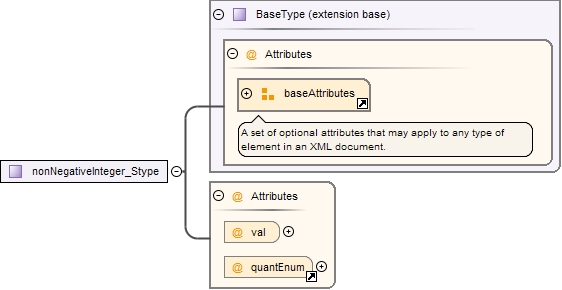 BaseType (extension base)
@ Attributes
baseAttributes
A set of optional attributes that may apply to any type of
element in an XML document.
nonNegativeInteger_Stype
@ Attributes
@ val
@ quantEnum